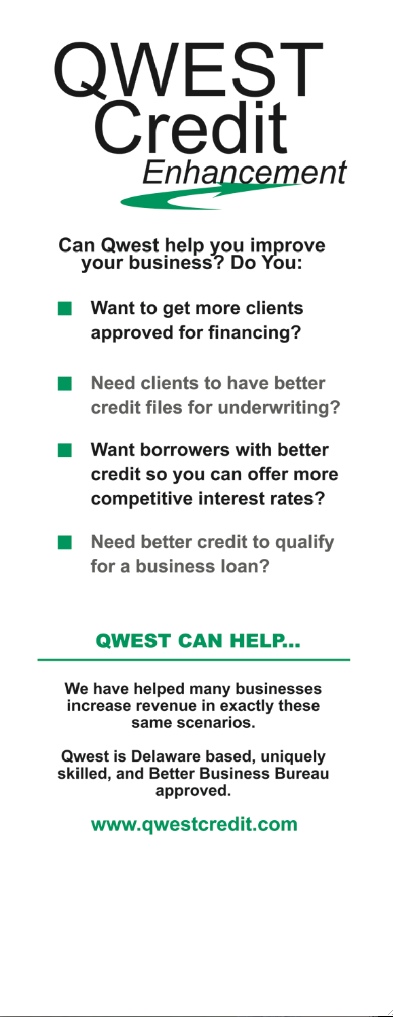 QWEST
Credit
Enhancement
Can Qwest help you improve
your business? Do You:
Want to get more clients
approved for financing?
Need clients to have better
credit files for underwriting?
Want borrowers with better
credit so you can offer more
competitive interest rates?
Need better credit to qualify
for a business loan?
QWEST CAN HELP...
We have helped many businesses
increase revenue in exactly these
same scenarios.
Qwest is Delaware based, uniquely
skilled, and Better Business Bureau
approved.
www.qwestcredit.com